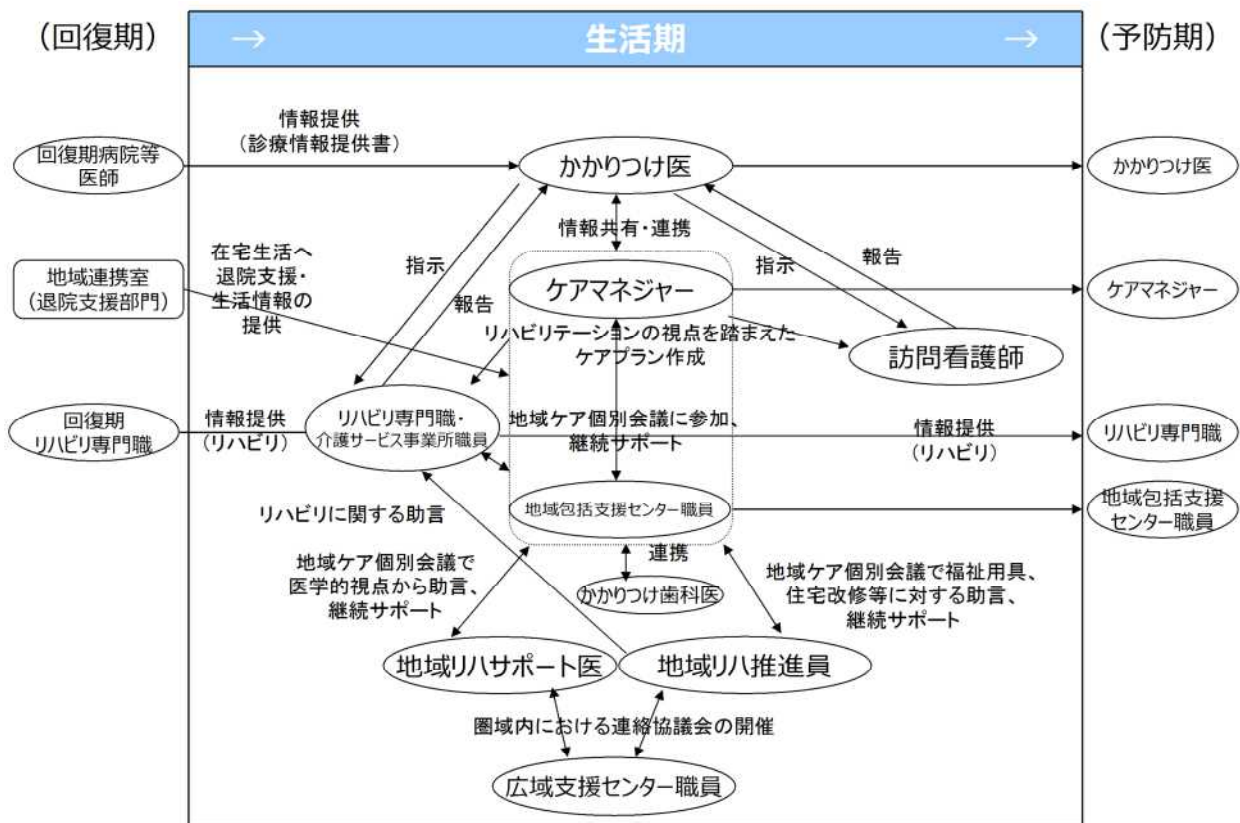 (回復期)
→ 生活期 →
(予防期)
情報提供
(診療情報提供書)
回復期病院等
医師
かかりつけ医
かかりつけ医
情報共有・連携
在宅生活へ
退院支援・
生活情報の
提供
指示
報告
指示
報告
地域連携室
(退院支援部門)
ケアマネジャー
ケアマネジャー
リハビリテーションの視点を踏まえた
ケアプラン作成
訪問看護師
回復期
リハビリ専門職
情報提供
(リハビリ)
リハビリ専門職・
介護サービス事業所職員
地域ケア個別会議に参加、
継続サポート
情報提供
(リハビリ)
リハビリ専門職
リハビリに関する助言
地域包括支援センター職員
地域包括支援
センター職員
連携
かかりつけ歯科医
地域ケア個別会議で
医学的視点から助言、
継続サポート
地域ケア個別会議で福祉用具、
住宅改修等に対する助言、
継続サポート
地域リハサポート医
地域リハ推進員
圏域内における連絡協議会の開催
広域支援センター職員